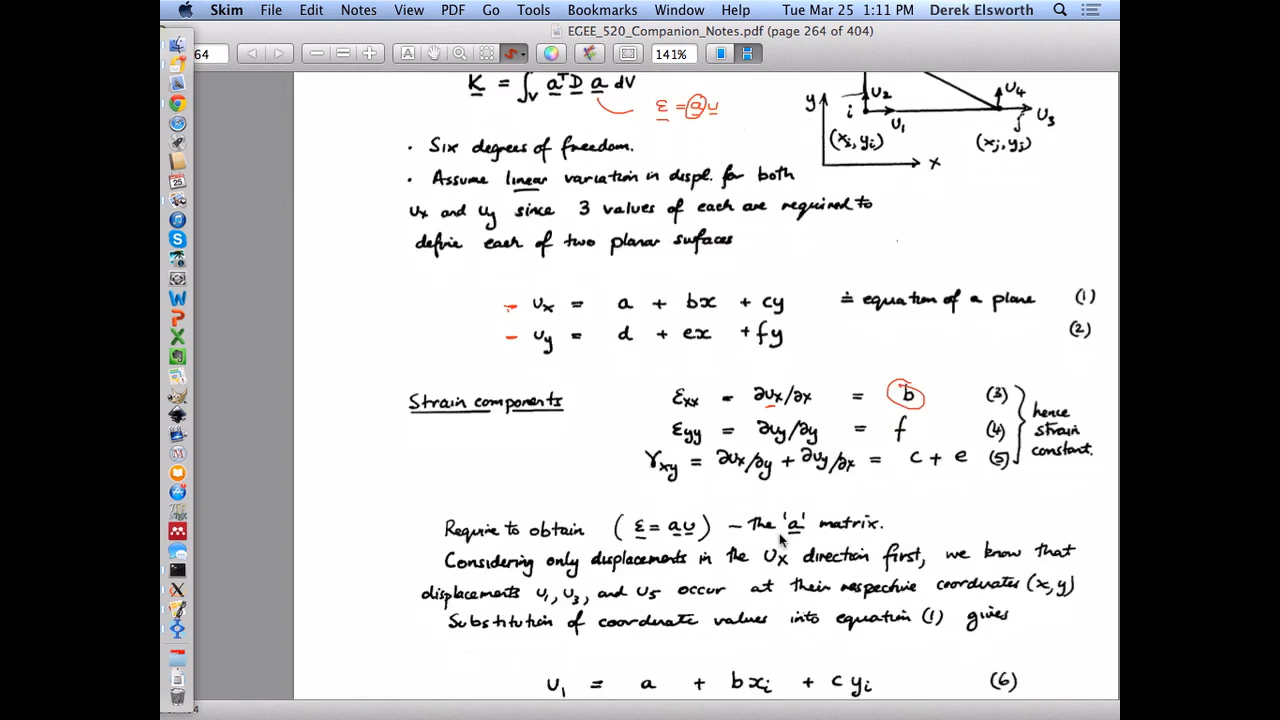 Skim File Edit Notes View PDF Go Tools Bookmarks Window Help Tue Mar 25 1:11 PM Derek Elsworth
EGEE_520_Companion_Notes.pdf (page 264 of 404)
64 141%
K = ∫V aᵀ D a dV
ε = a u
y
i
U2
U1
U4
U3
j
(xi, yi)
(xj, yj)
x
· Six degrees of freedom.
· Assume linear variation in displ. for both
ux and uy since 3 values of each are required to
define each of two planar surfaces
- ux = a + bx + cy ≐ equation of a plane (1)
- uy = d + ex + fy (2)
Strain components
εxx = ∂ux/∂x = b (3)
εyy = ∂uy/∂y = f (4)
γxy = ∂ux/∂y + ∂uy/∂x = c + e (5)
hence
strain
constant.
Require to obtain ( ε = a u ) – the 'a' matrix.
Considering only displacements in the Ux direction first, we know that
displacements u1, u3, and u5 occur at their respective coordinates (x,y)
Substitution of coordinate values into equation (1) gives
u1 = a + b xi + c yi (6)